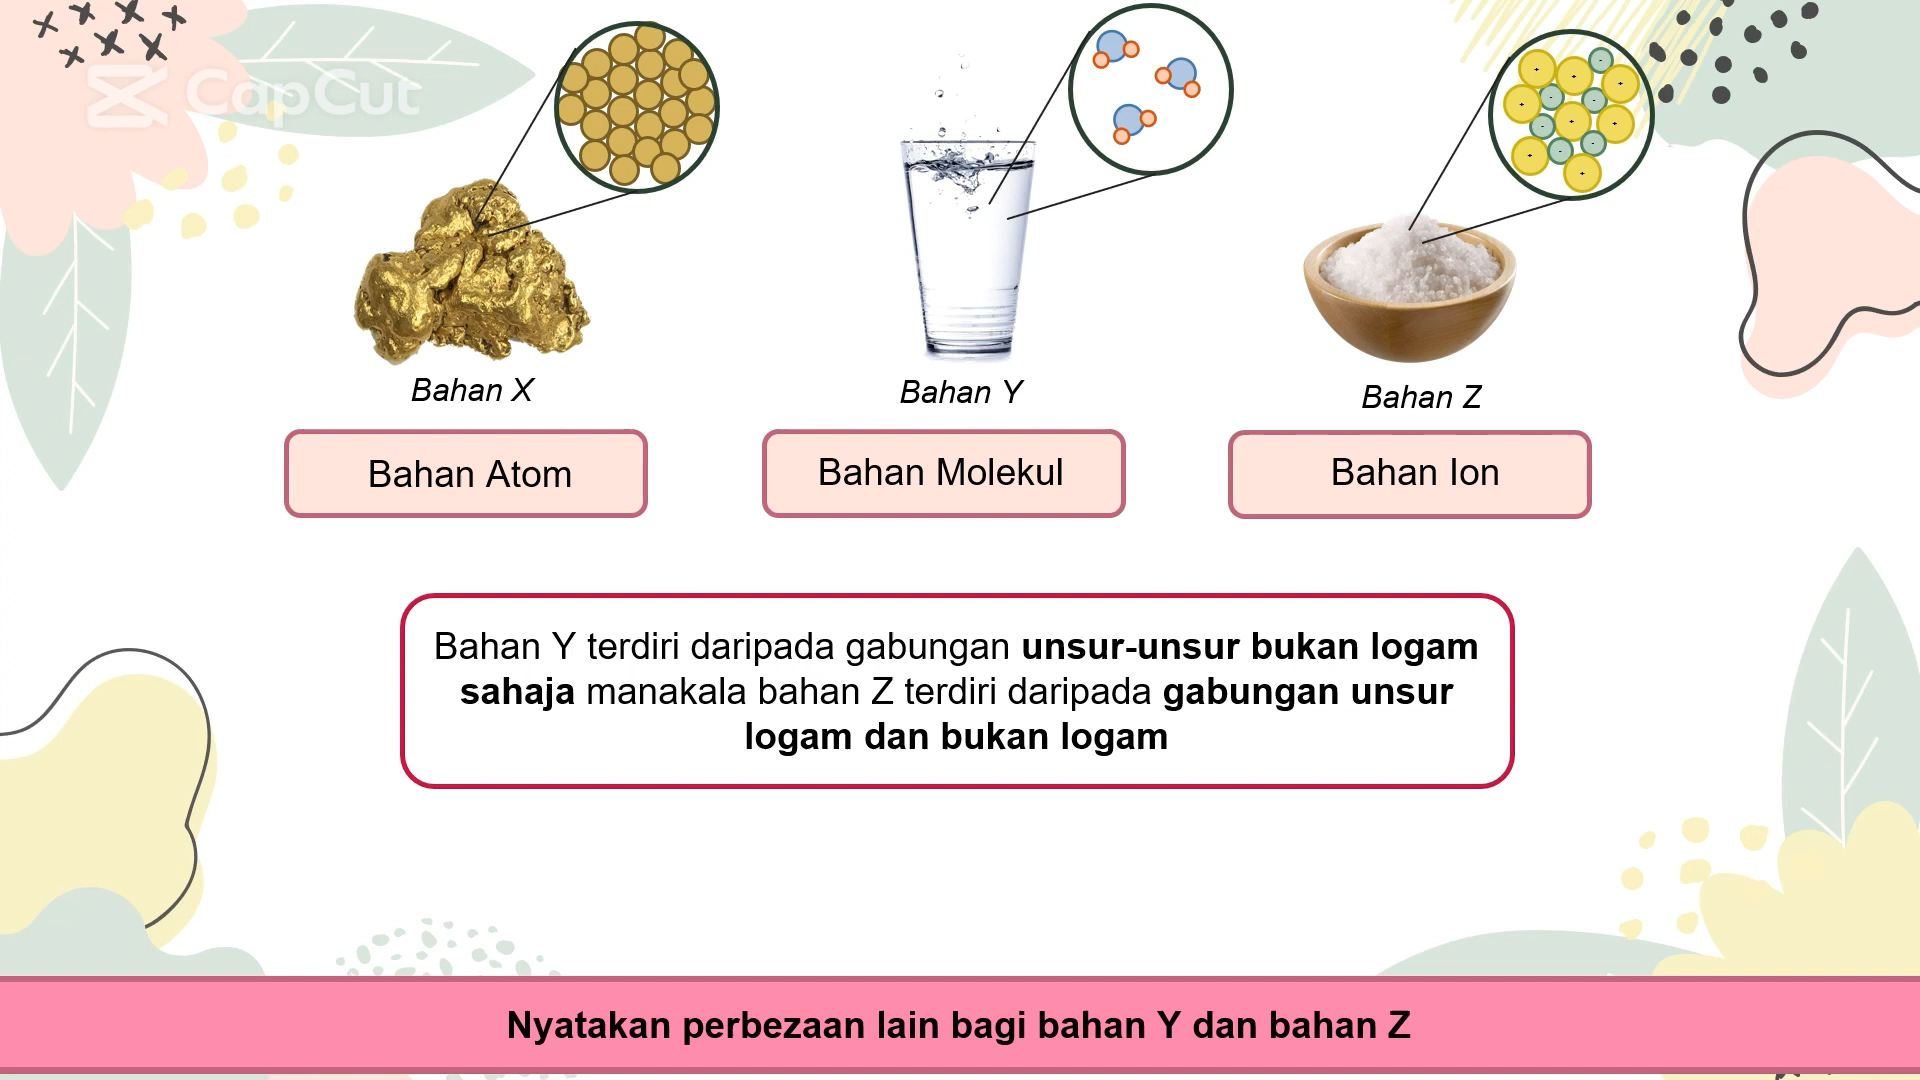 CapCut
Bahan X
Bahan Y
Bahan Z
Bahan Atom
Bahan Molekul
Bahan Ion
Bahan Y terdiri daripada gabungan unsur-unsur bukan logam
sahaja manakala bahan Z terdiri daripada gabungan unsur
logam dan bukan logam
Nyatakan perbezaan lain bagi bahan Y dan bahan Z